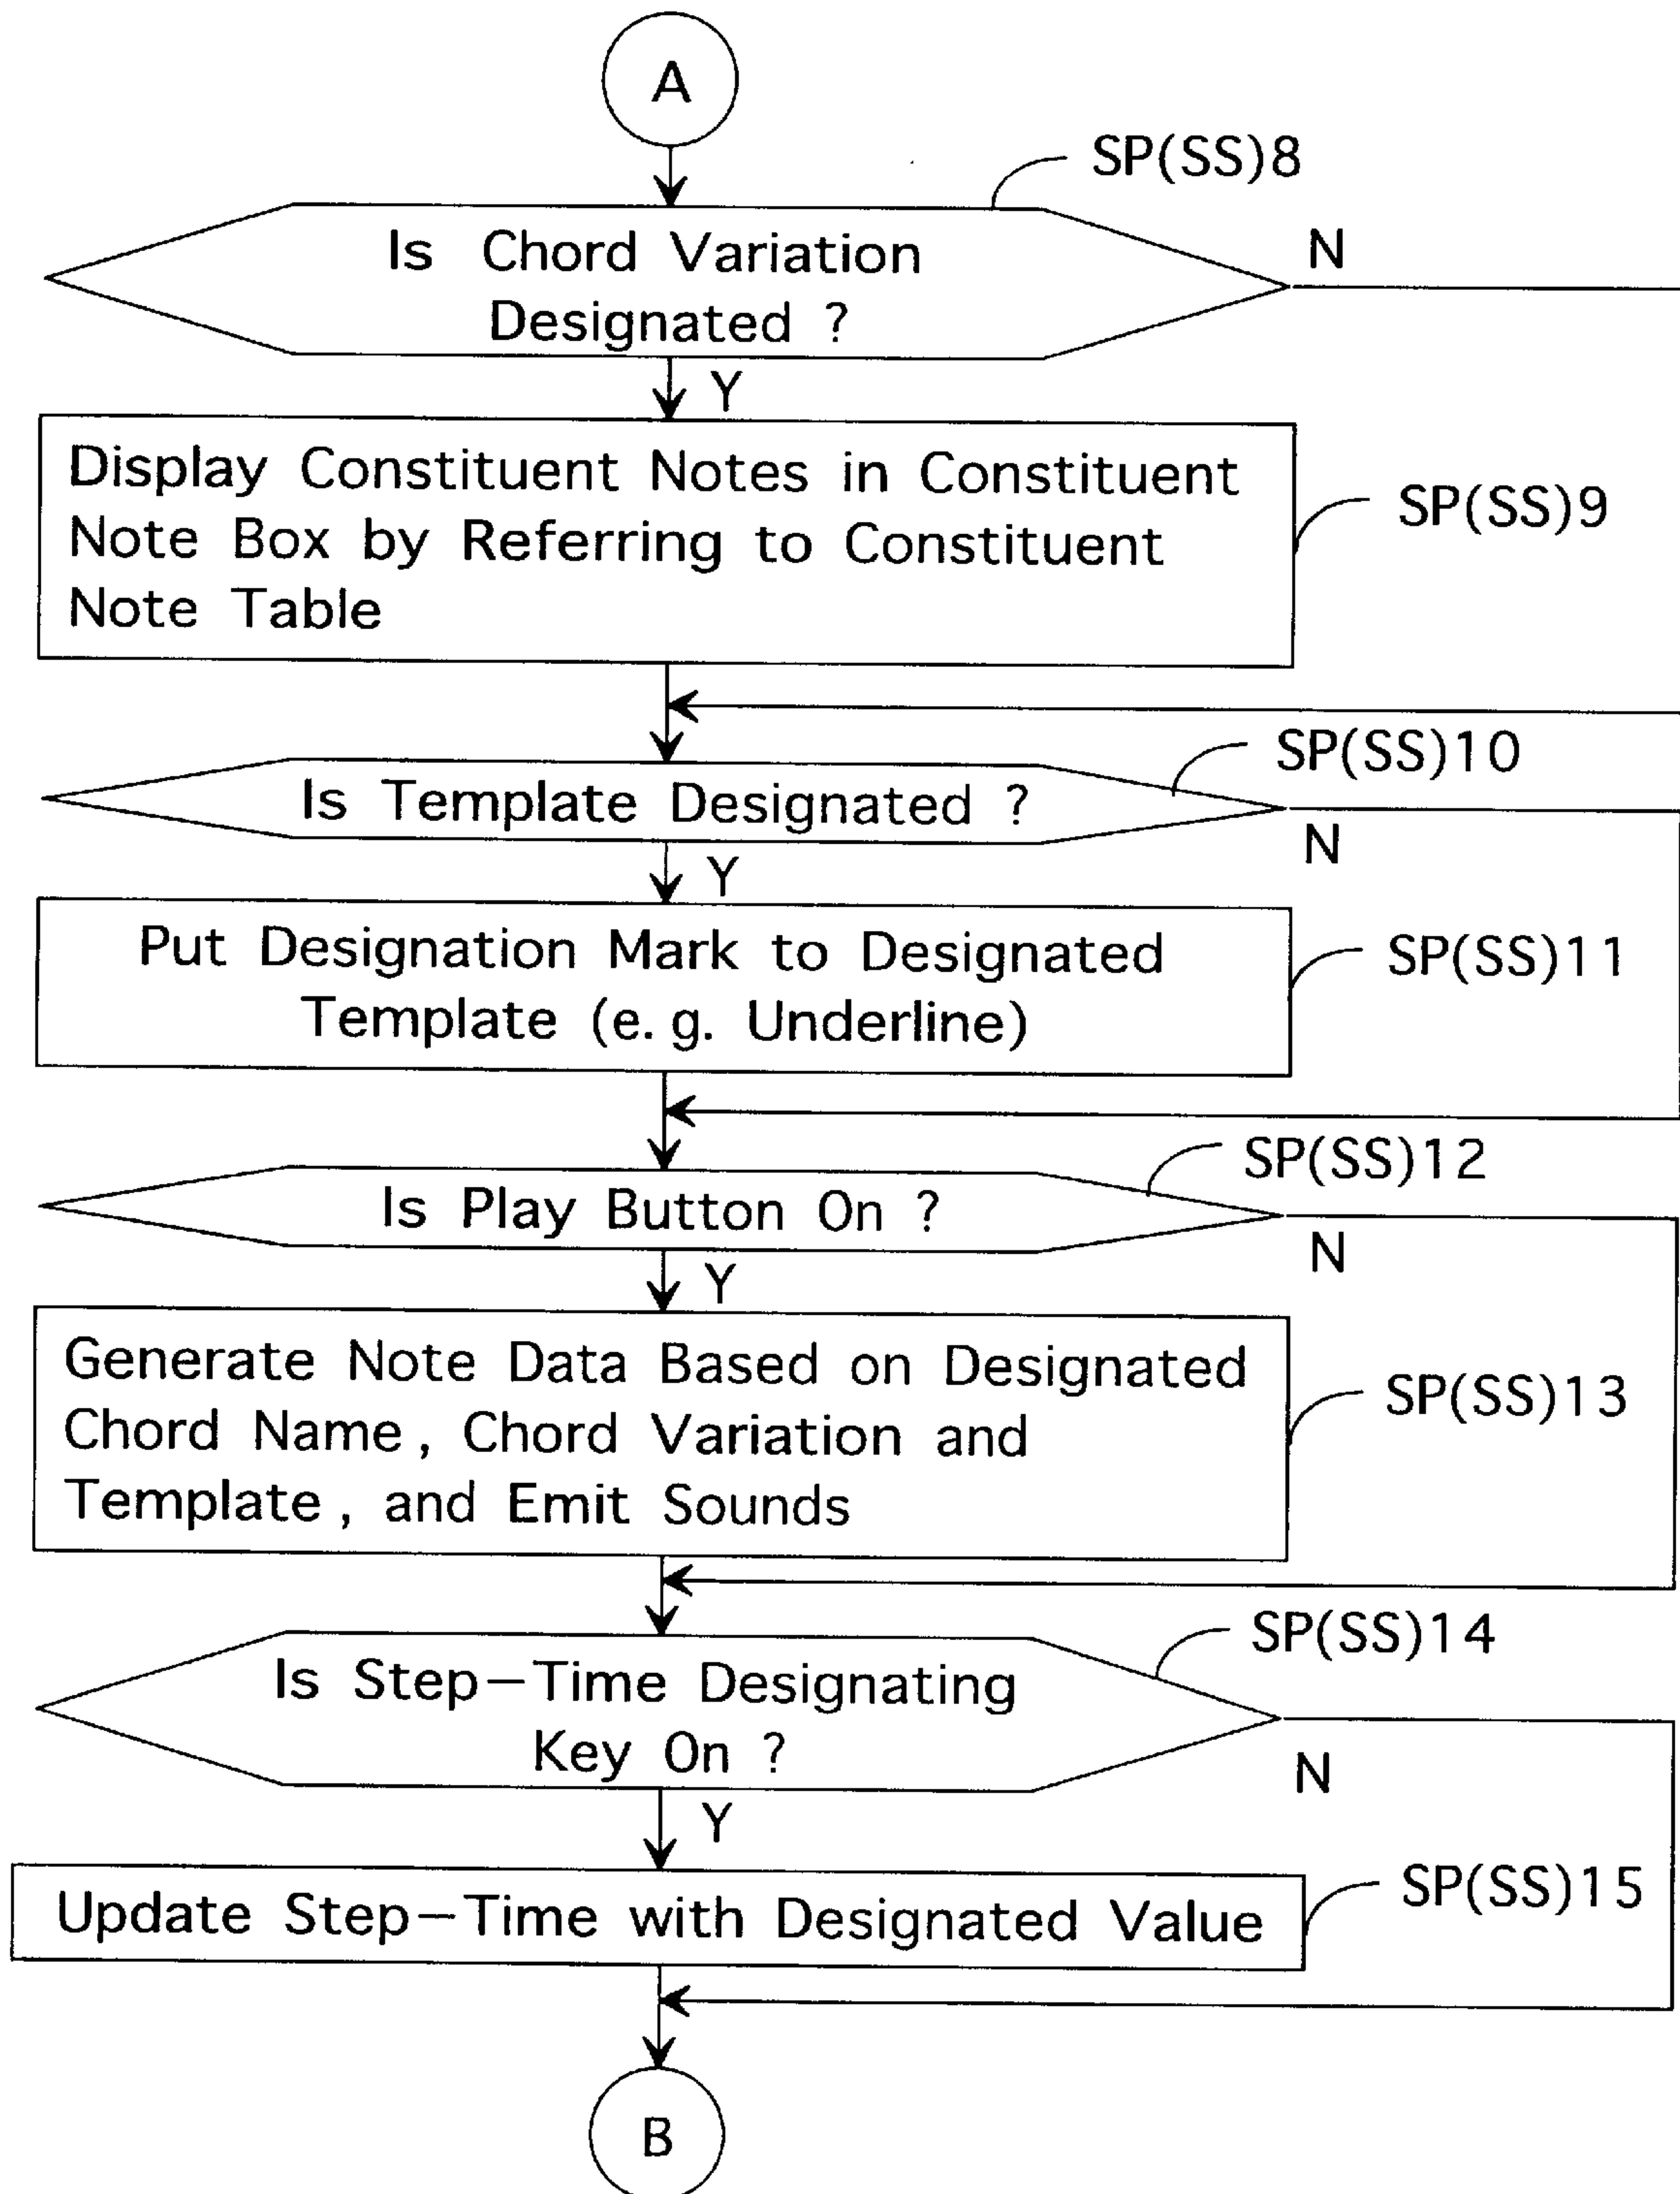 A
SP(SS)8
Is Chord Variation
Designated ?
N
Y
Display Constituent Notes in Constituent
Note Box by Referring to Constituent
Note Table
SP(SS)9
SP(SS)10
Is Template Designated ?
N
Y
Put Designation Mark to Designated
Template (e. g. Underline)
SP(SS)11
SP(SS)12
Is Play Button On ?
N
Y
Generate Note Data Based on Designated
Chord Name, Chord Variation and
Template, and Emit Sounds
SP(SS)13
SP(SS)14
Is Step-Time Designating
Key On ?
N
Y
Update Step-Time with Designated Value
SP(SS)15
B